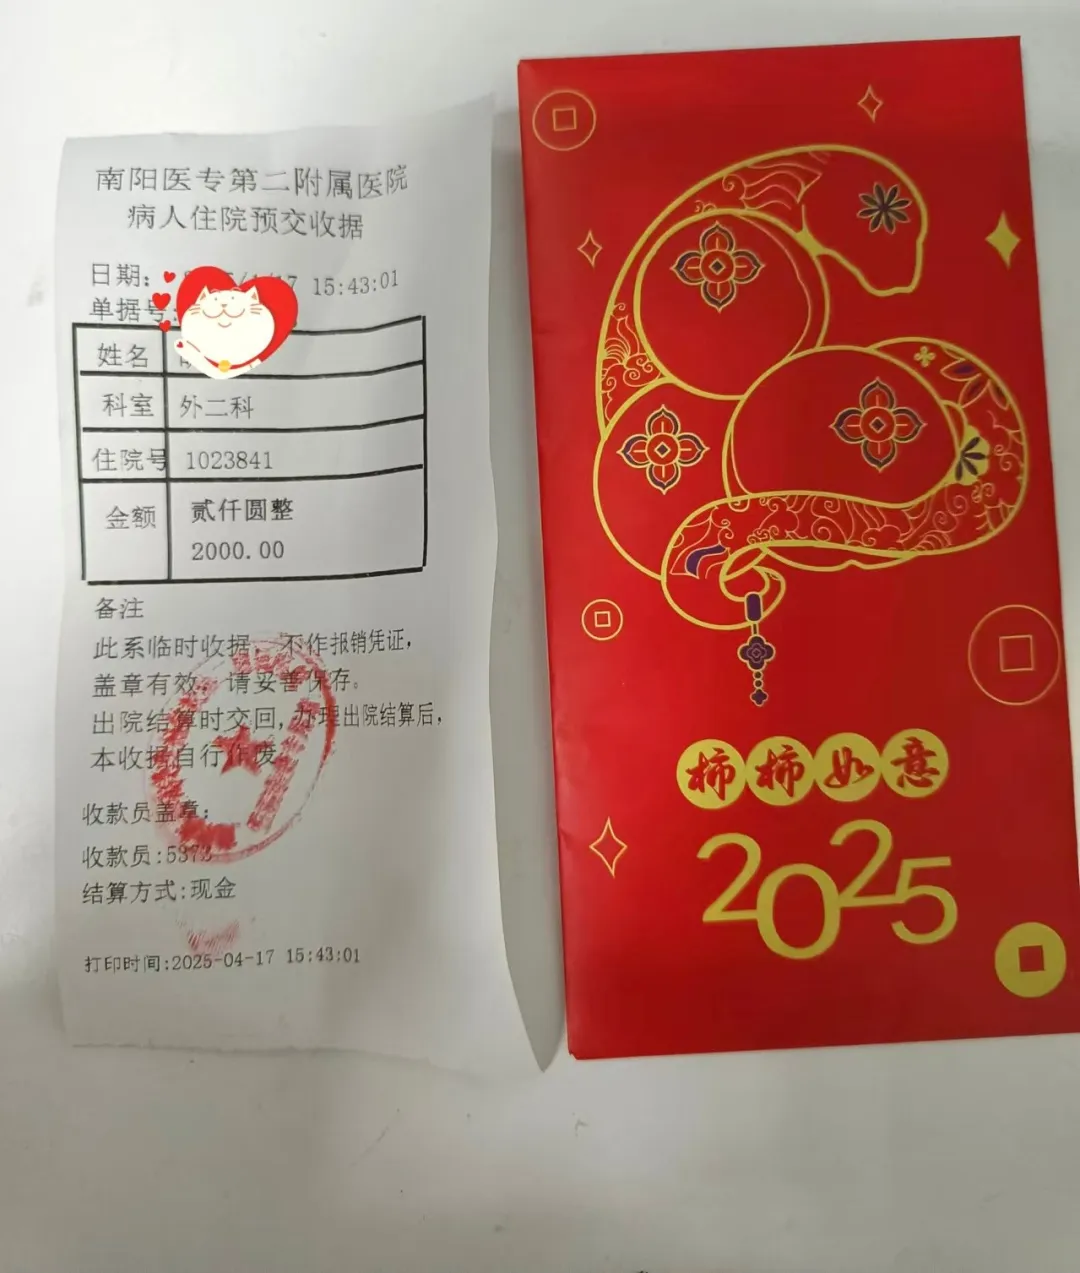 南阳医专第二附属医院
病人住院预交收据
日期: 15:43:01
单据号:
姓名
科室 外二科
住院号 1023841
金额 贰仟圆整
2000.00
备注
此系临时收据，不作报销凭证,
盖章有效，请妥善保存。
出院结算时交回,办理出院结算后,
本收据自行作废
收款员盖章:
收款员:5373
结算方式:现金
打印时间:2025-04-17 15:43:01
柿柿如意
2025